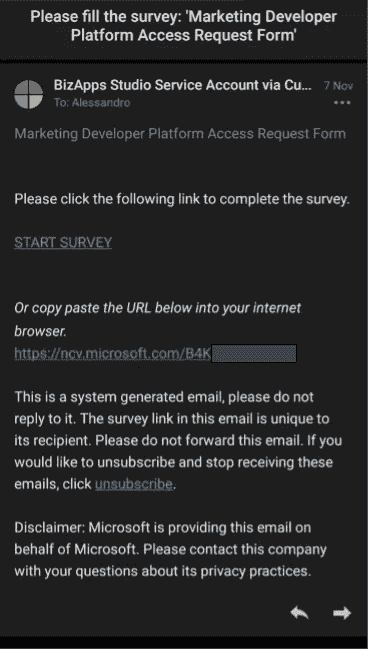 Please fill the survey: 'Marketing Developer
Platform Access Request Form'
BizApps Studio Service Account via Cu...
7 Nov
To: Alessandro
Marketing Developer Platform Access Request Form
Please click the following link to complete the survey.
START SURVEY
Or copy paste the URL below into your internet
browser.
https://ncv.microsoft.com/B4K
This is a system generated email, please do not
reply to it. The survey link in this email is unique to
its recipient. Please do not forward this email. If you
would like to unsubscribe and stop receiving these
emails, click unsubscribe.
Disclaimer: Microsoft is providing this email on
behalf of Microsoft. Please contact this company
with your questions about its privacy practices.